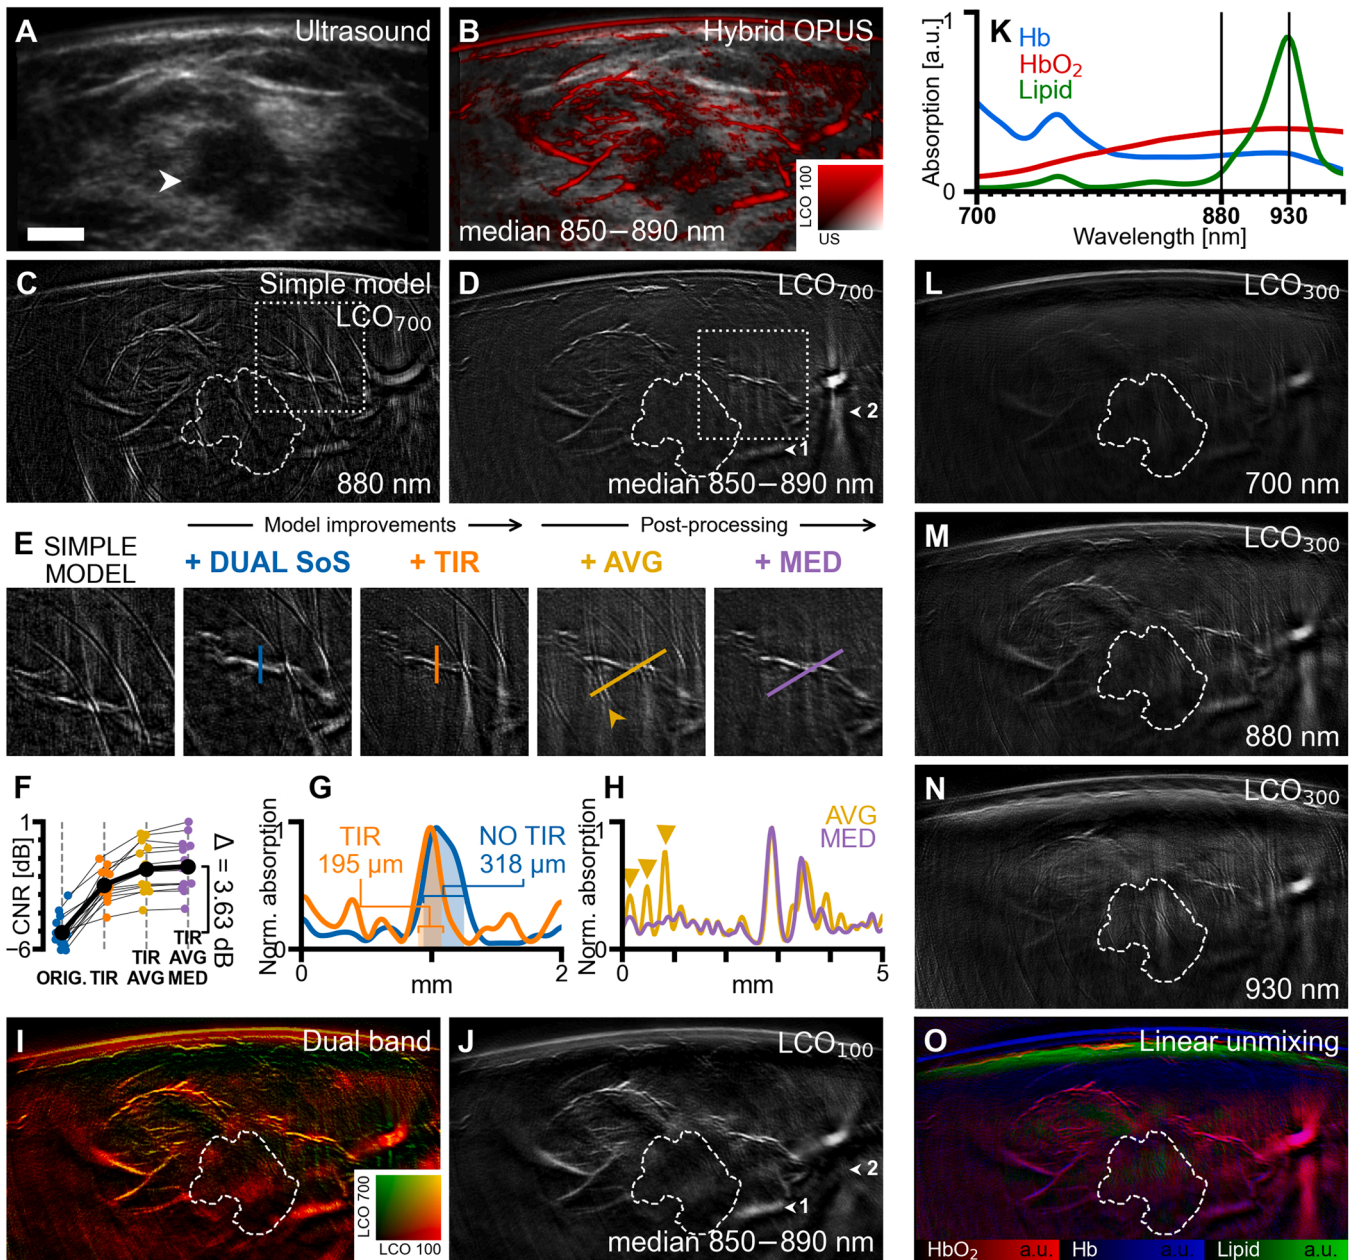 A
Ultrasound
B
Hybrid OPUS
median 850−890 nm
LCO 100
US
K
Hb
HbO2
Lipid
Absorption [a.u.]
1
0
700
880
930
Wavelength [nm]
C
Simple model
LCO700
880 nm
D
LCO700
2
1
median 850−890 nm
L
LCO300
700 nm
Model improvements
Post-processing
E
SIMPLE
MODEL
+ DUAL SoS
+ TIR
+ AVG
+ MED
M
LCO300
880 nm
F
1
CNR [dB]
−6
ORIG.
TIR
TIR
AVG
TIR
AVG
MED
Δ = 3.63 dB
G
Norm. absorption
1
0
TIR
195 µm
NO TIR
318 µm
0
1
2
mm
H
Norm. absorption
1
0
AVG
MED
0
mm
5
N
LCO300
930 nm
I
Dual band
LCO 700
LCO 100
J
LCO100
2
1
median 850−890 nm
O
Linear unmixing
HbO2
a.u.
Hb
a.u.
Lipid
a.u.